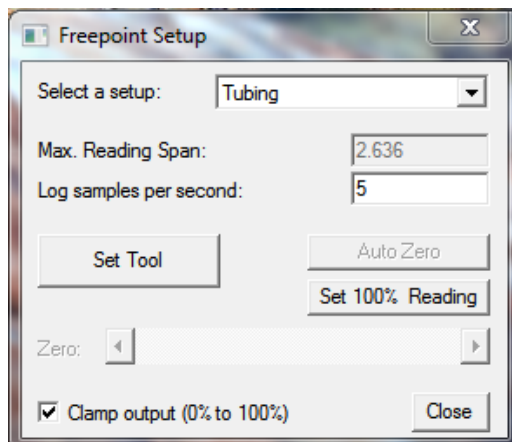 Freepoint Setup
Select a setup: Tubing
Max. Reading Span: 2.636
Log samples per second: 5
Set Tool
Auto Zero
Set 100% Reading
Zero:
Clamp output (0% to 100%)
Close